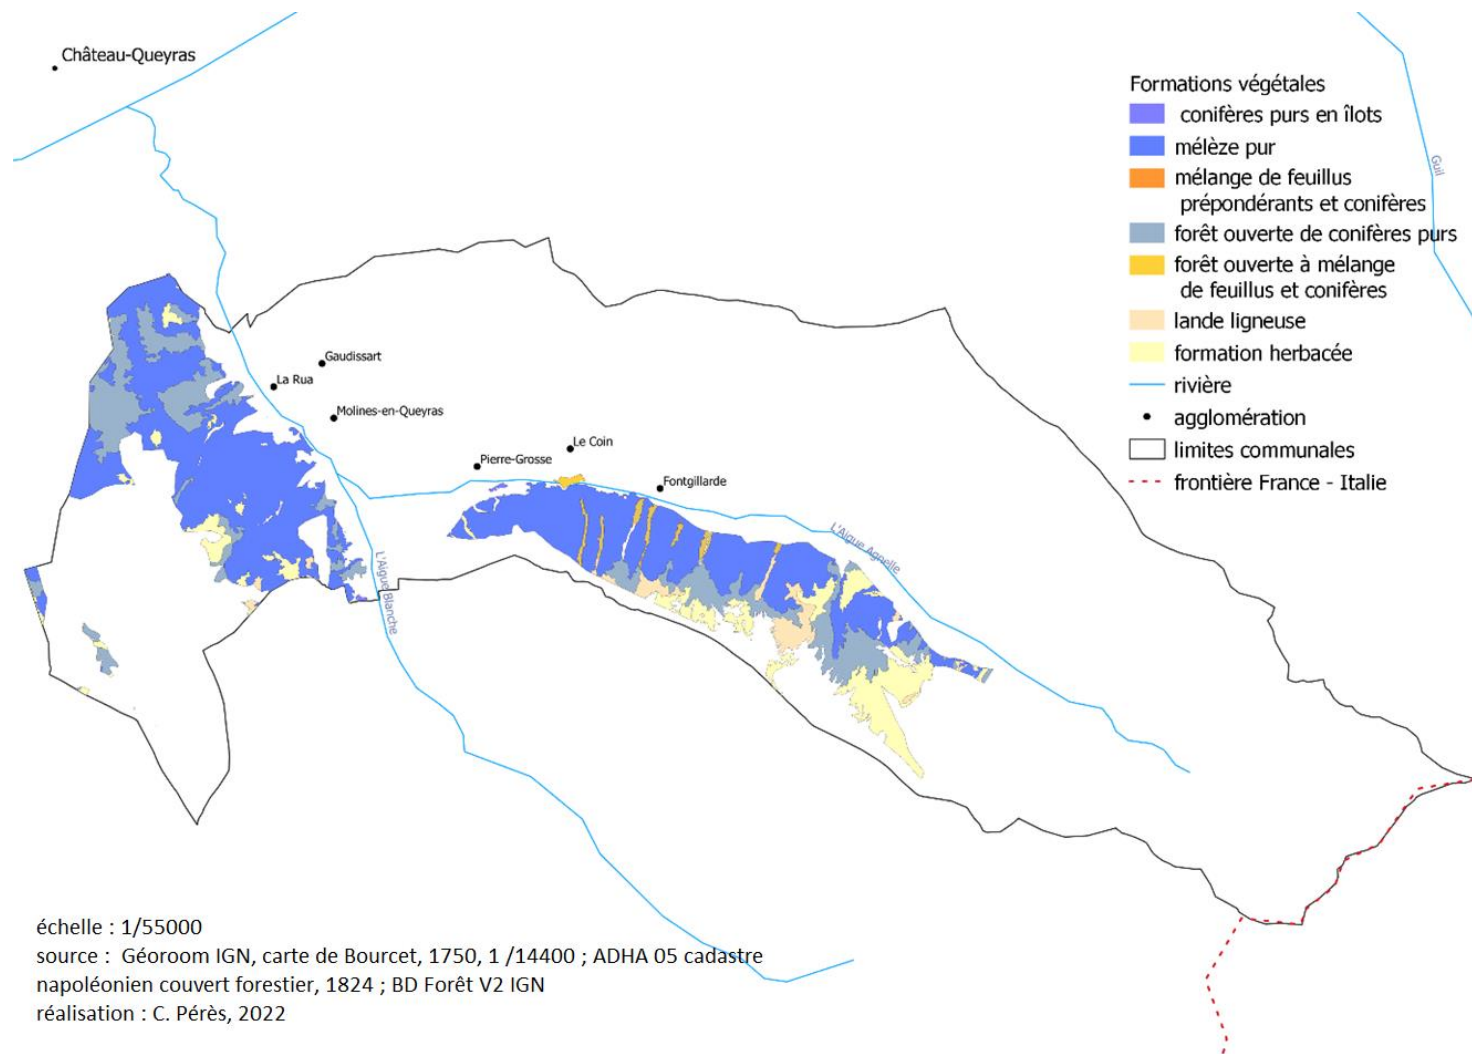 Château-Queyras
Formations végétales
conifères purs en îlots
mélèze pur
mélange de feuillus
prépondérants et conifères
forêt ouverte de conifères purs
forêt ouverte à mélange
de feuillus et conifères
lande ligneuse
formation herbacée
rivière
agglomération
limites communales
frontière France - Italie
Guil
Gaudissart
La Rua
Molines-en-Queyras
Le Coin
Pierre-Grosse
Fontgillarde
L'Aigue Agnelle
L'Aigue Blanche
échelle : 1/55000
source : Géoroom IGN, carte de Bourcet, 1750, 1 /14400 ; ADHA 05 cadastre
napoléonien couvert forestier, 1824 ; BD Forêt V2 IGN
réalisation : C. Pérès, 2022